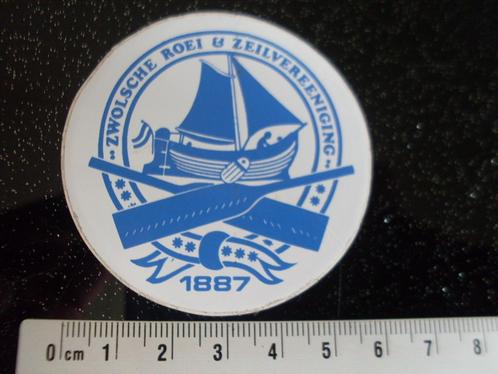 ZWOLSCHE ROEI & ZEILVEREENIGING
1887
0 cm 1 2 3 4 5 6 7 8